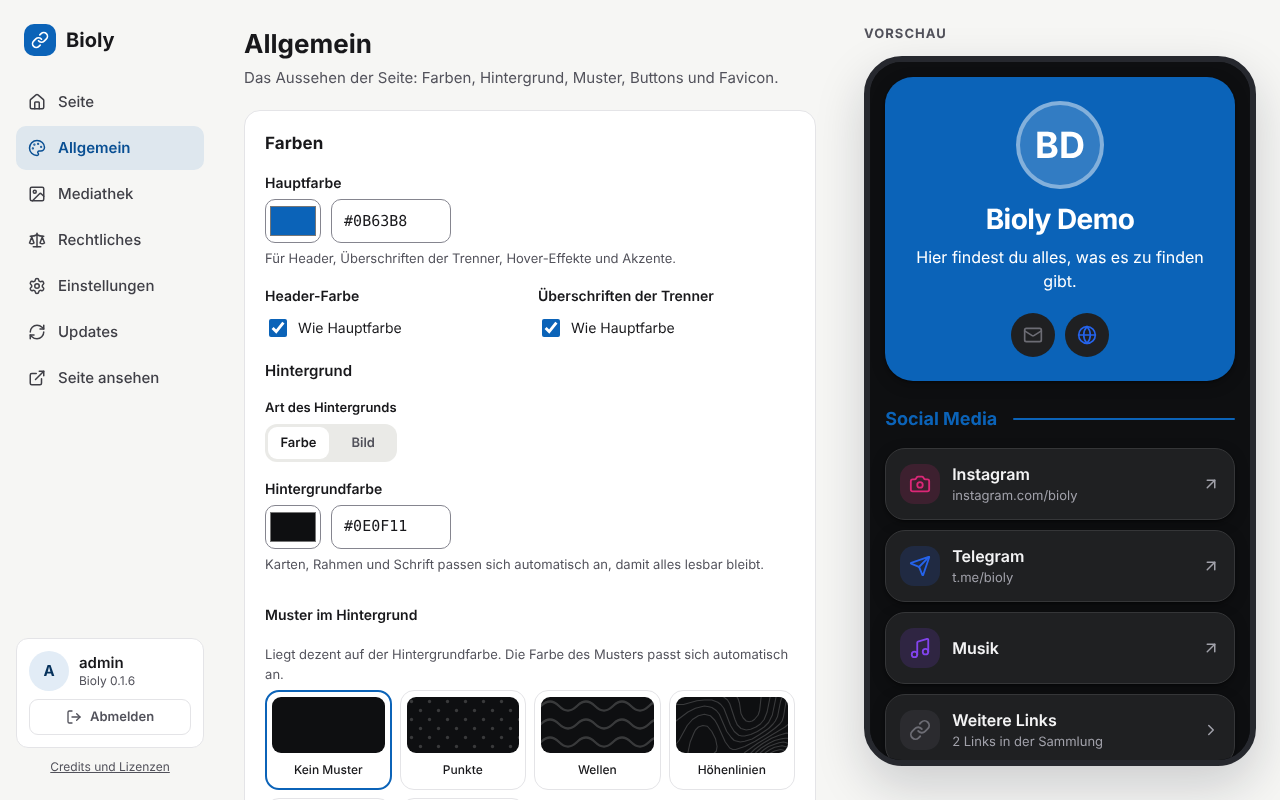 Bioly
Seite
Allgemein
Mediathek
Rechtliches
Einstellungen
Updates
Seite ansehen
A
admin
Bioly 0.1.6
Abmelden
Credits und Lizenzen
Allgemein
Das Aussehen der Seite: Farben, Hintergrund, Muster, Buttons und Favicon.
Farben
Hauptfarbe
#0B63B8
Für Header, Überschriften der Trenner, Hover-Effekte und Akzente.
Header-Farbe
Wie Hauptfarbe
Überschriften der Trenner
Wie Hauptfarbe
Hintergrund
Art des Hintergrunds
Farbe
Bild
Hintergrundfarbe
#0E0F11
Karten, Rahmen und Schrift passen sich automatisch an, damit alles lesbar bleibt.
Muster im Hintergrund
Liegt dezent auf der Hintergrundfarbe. Die Farbe des Musters passt sich automatisch
an.
Kein Muster
Punkte
Wellen
Höhenlinien
VORSCHAU
BD
Bioly Demo
Hier findest du alles, was es zu finden
gibt.
Social Media
Instagram
instagram.com/bioly
Telegram
t.me/bioly
Musik
Weitere Links
2 Links in der Sammlung